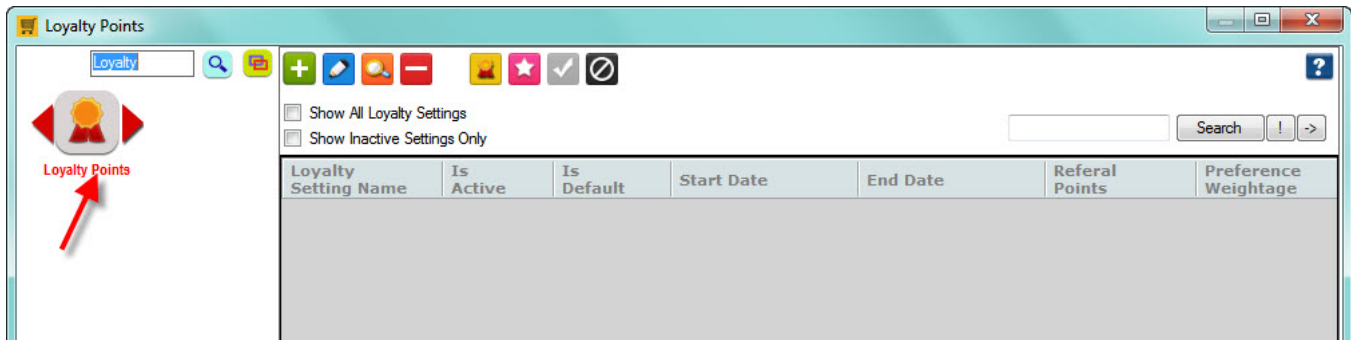 Loyalty Points
Loyalty
?
Show All Loyalty Settings
Show Inactive Settings Only
Search ! ->
Loyalty Points
Loyalty Setting Name Is Active Is Default Start Date End Date Referal Points Preference Weightage